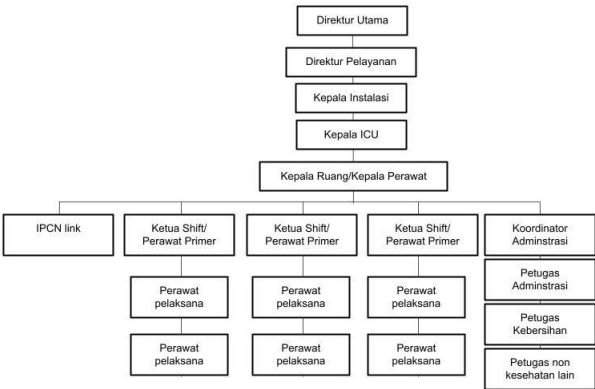 Direktur Utama
Direktur Pelayanan
Kepala Instalasi
Kepala ICU
Kepala Ruang/Kepala Perawat
IPCN link
Ketua Shift/
Perawat Primer
Ketua Shift/
Perawat Primer
Ketua Shift/
Perawat Primer
Koordinator
Adminstrasi
Perawat
pelaksana
Perawat
pelaksana
Perawat
pelaksana
Petugas
Adminstrasi
Petugas
Kebersihan
Perawat
pelaksana
Perawat
pelaksana
Perawat
pelaksana
Petugas non
kesehatan lain